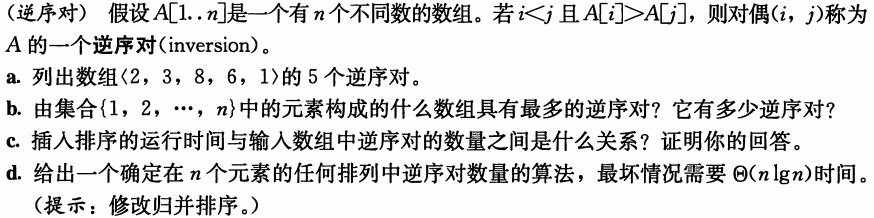 (逆序对) 假设A[1..n]是一个有n个不同数的数组。若i<j且A[i]>A[j]，则对偶(i，j)称为
A的一个逆序对(inversion)。
a. 列出数组〈2，3，8，6，1〉的5个逆序对。
b. 由集合{1，2，…，n}中的元素构成的什么数组具有最多的逆序对？它有多少逆序对？
c. 插入排序的运行时间与输入数组中逆序对的数量之间是什么关系？证明你的回答。
d. 给出一个确定在n个元素的任何排列中逆序对数量的算法，最坏情况需要Θ(n lg n)时间。
(提示：修改归并排序。)